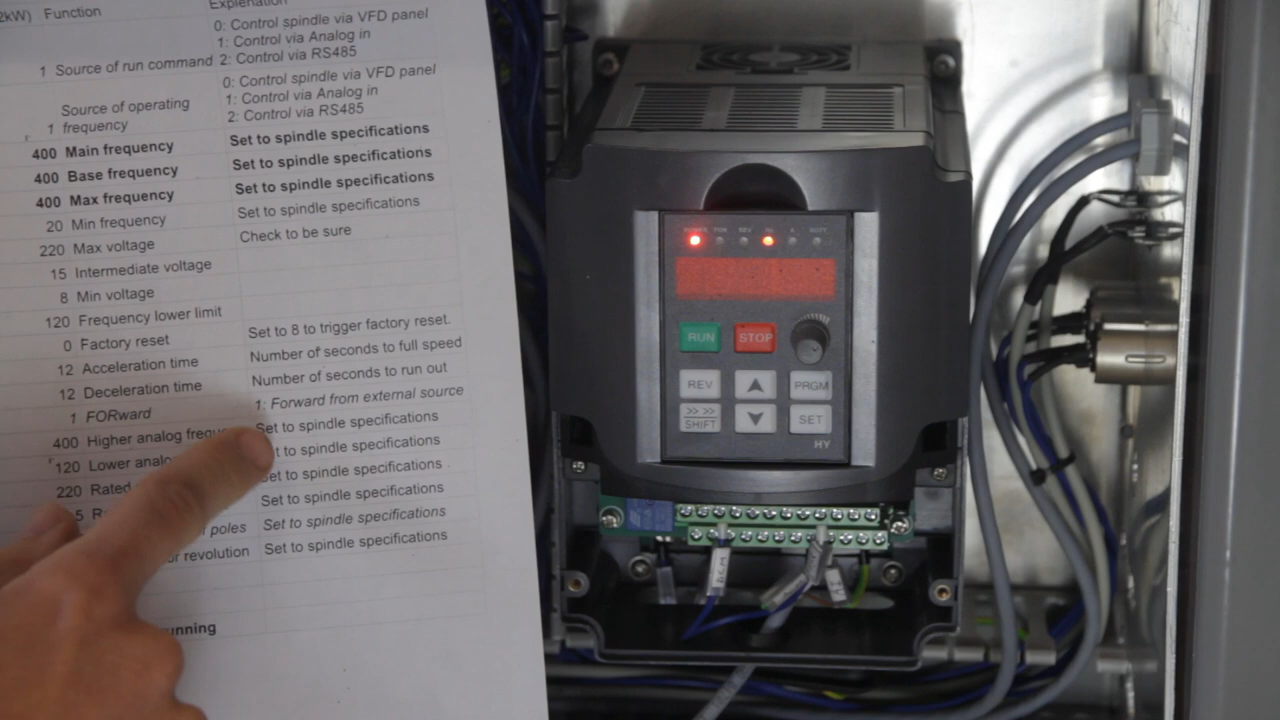 2kW) Function Explanation
0: Control spindle via VFD panel
1: Control via Analog in
1 Source of run command 2: Control via RS485
0: Control spindle via VFD panel
Source of operating 1: Control via Analog in
1 frequency 2: Control via RS485
400 Main frequency Set to spindle specifications
400 Base frequency Set to spindle specifications
400 Max frequency Set to spindle specifications
20 Min frequency Set to spindle specifications
220 Max voltage Check to be sure
15 Intermediate voltage
8 Min voltage
120 Frequency lower limit
0 Factory reset Set to 8 to trigger factory reset.
12 Acceleration time Number of seconds to full speed
12 Deceleration time Number of seconds to run out
1 FORward 1: Forward from external source
400 Higher analog frequ Set to spindle specifications
120 Lower analo t to spindle specifications
220 Rated Set to spindle specifications
5 R Set to spindle specifications
poles Set to spindle specifications
or revolution Set to spindle specifications
unning
POWER FOR REV Hz A ROTT
RUN STOP
REV PRGM
>> >>
SHIFT SET
HY
DCM